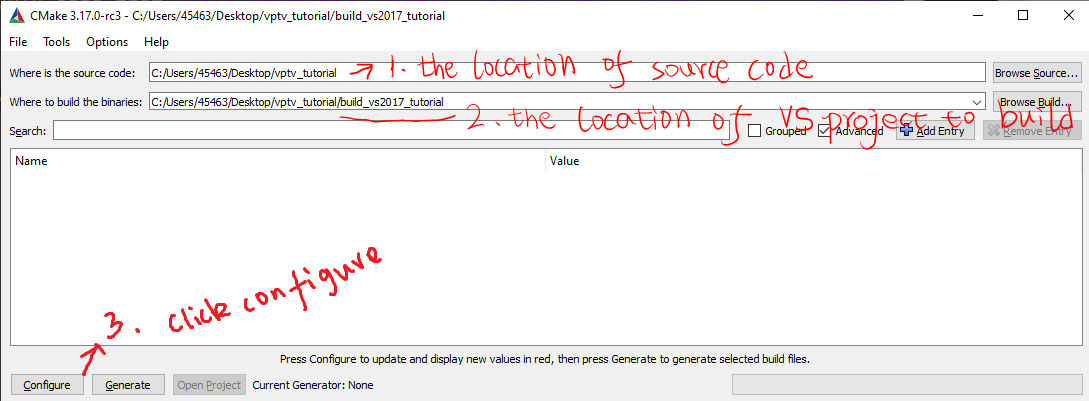 CMake 3.17.0-rc3 - C:/Users/45463/Desktop/vptv_tutorial/build_vs2017_tutorial
File Tools Options Help
Where is the source code: C:/Users/45463/Desktop/vptv_tutorial → 1. the location of source code Browse Source...
Where to build the binaries: C:/Users/45463/Desktop/vptv_tutorial/build_vs2017_tutorial Browse Build...
2. the location of VS project to build
Search: Grouped Advanced Add Entry Remove Entry
Name Value
3. click configure
Press Configure to update and display new values in red, then press Generate to generate selected build files.
Configure Generate Open Project Current Generator: None